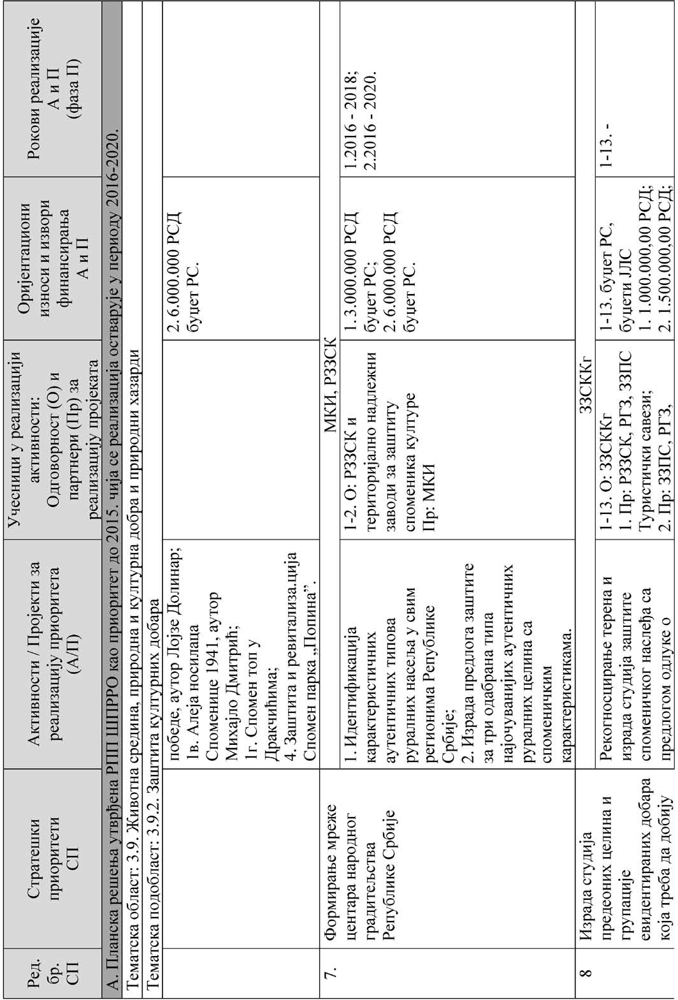 Ред.
бр.
СП
Стратешки
приоритети
СП
Активности / Пројекти за
реализацију приоритета
(А/П)
Учесници у реализацији
активности:
Одговорност (О) и
партнери (Пр) за
реализацију пројеката
Оријентациони
износи и извори
финансирања
А и П
Рокови реализације
А и П
(фаза П)
А. Планска решења утврђена РПП ШПРРО као приоритет до 2015. чија се реализација остварује у периоду 2016-2020.
Тематска област: 3.9. Животна средина, природна и културна добра и природни хазарди
Тематска подобласт: 3.9.2. Заштита културних добара
победе, аутор Лојзе Долинар;
1в. Алеја носилаца
Споменице 1941, аутор
Михајло Дмитрић;
1г. Спомен топ у
Дракчићима;
4. Заштита и ревитализа.ција
Спомен парка „Попина”.
2. 6.000.000 РСД
буџет РС.
7.
Формирање мреже
центара народног
градитељства
Републике Србије
МКИ, РЗЗСК
1. Идентификација
карактеристичних
аутентичних типова
руралних насеља у свим
регионима Републике
Србије;
2. Израда предлога заштите
за три одабрана типа
најочуванијих аутентичних
руралних целина са
споменичким
карактеристикама.
1-2. О: РЗЗСК и
територијално надлежни
заводи за заштиту
споменика културе
Пр: МКИ
1. 3.000.000 РСД
буџет РС;
2. 6.000.000 РСД
буџет РС.
1.2016 - 2018;
2.2016 - 2020.
8
Израда студија
предеоних целина и
групације
евидентираних добара
која треба да добију
ЗЗСККг
Рекогносцирање терена и
израда студија заштите
споменичког наслеђа са
предлогом одлуке о
1-13. О: ЗЗСККг
1. Пр: РЗЗСК, РГЗ, ЗЗПС
Туристички савези;
2. Пр: ЗЗПС, РГЗ,
1-13. буџет РС,
буџети ЈЛС
1. 1.000.000,00 РСД;
2. 1.500.000,00 РСД;
1-13. -